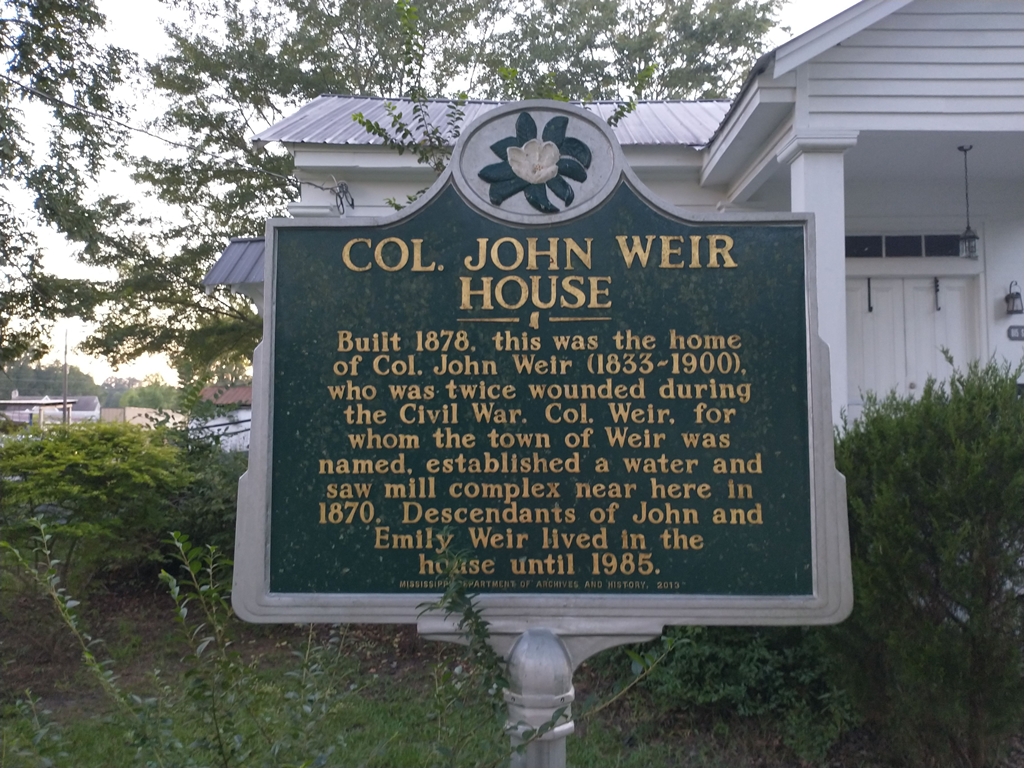 COL. JOHN WEIR
HOUSE
Built 1878, this was the home
of Col. John Weir (1833-1900),
who was twice wounded during
the Civil War. Col. Weir, for
whom the town of Weir was
named, established a water and
saw mill complex near here in
1870. Descendants of John and
Emily Weir lived in the
house until 1985.
MISSISSIPPI DEPARTMENT OF ARCHIVES AND HISTORY, 2013